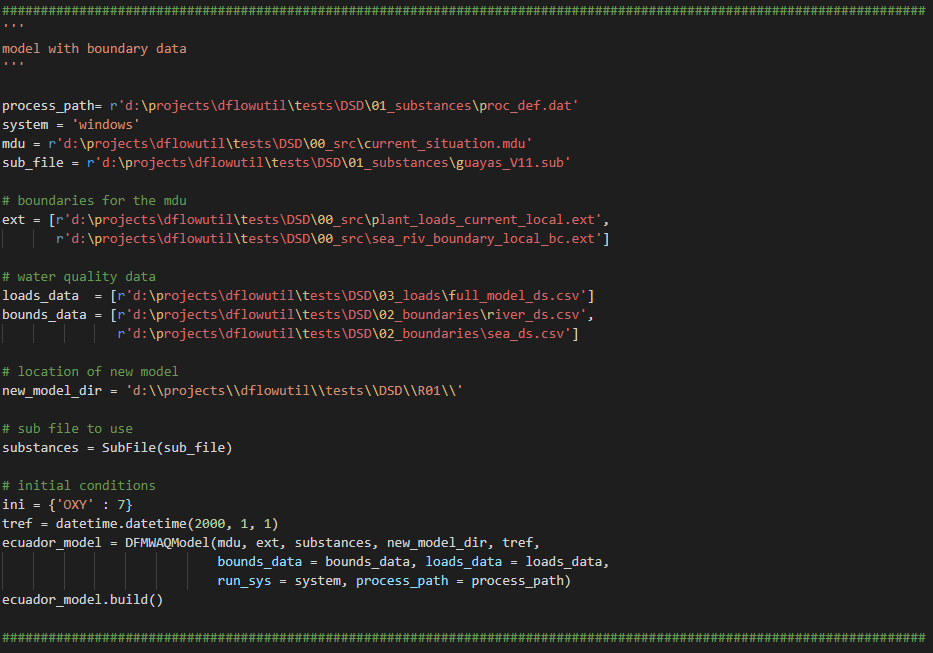 ########################################################################################################################
'''
model with boundary data
'''
process_path= r'd:\projects\dflowutil\tests\DSD\01_substances\proc_def.dat'
system = 'windows'
mdu = r'd:\projects\dflowutil\tests\DSD\00_src\current_situation.mdu'
sub_file = r'd:\projects\dflowutil\tests\DSD\01_substances\guayas_V11.sub'
# boundaries for the mdu
ext = [r'd:\projects\dflowutil\tests\DSD\00_src\plant_loads_current_local.ext',
r'd:\projects\dflowutil\tests\DSD\00_src\sea_riv_boundary_local_bc.ext']
# water quality data
loads_data  = [r'd:\projects\dflowutil\tests\DSD\03_loads\full_model_ds.csv']
bounds_data = [r'd:\projects\dflowutil\tests\DSD\02_boundaries\river_ds.csv',
r'd:\projects\dflowutil\tests\DSD\02_boundaries\sea_ds.csv']
# location of new model
new_model_dir = 'd:\\projects\\dflowutil\\tests\\DSD\\R01\\'
# sub file to use
substances = SubFile(sub_file)
# initial conditions
ini = {'OXY' : 7}
tref = datetime.datetime(2000, 1, 1)
ecuador_model = DFMWAQModel(mdu, ext, substances, new_model_dir, tref,
bounds_data = bounds_data, loads_data = loads_data,
run_sys = system, process_path = process_path)
ecuador_model.build()
########################################################################################################################